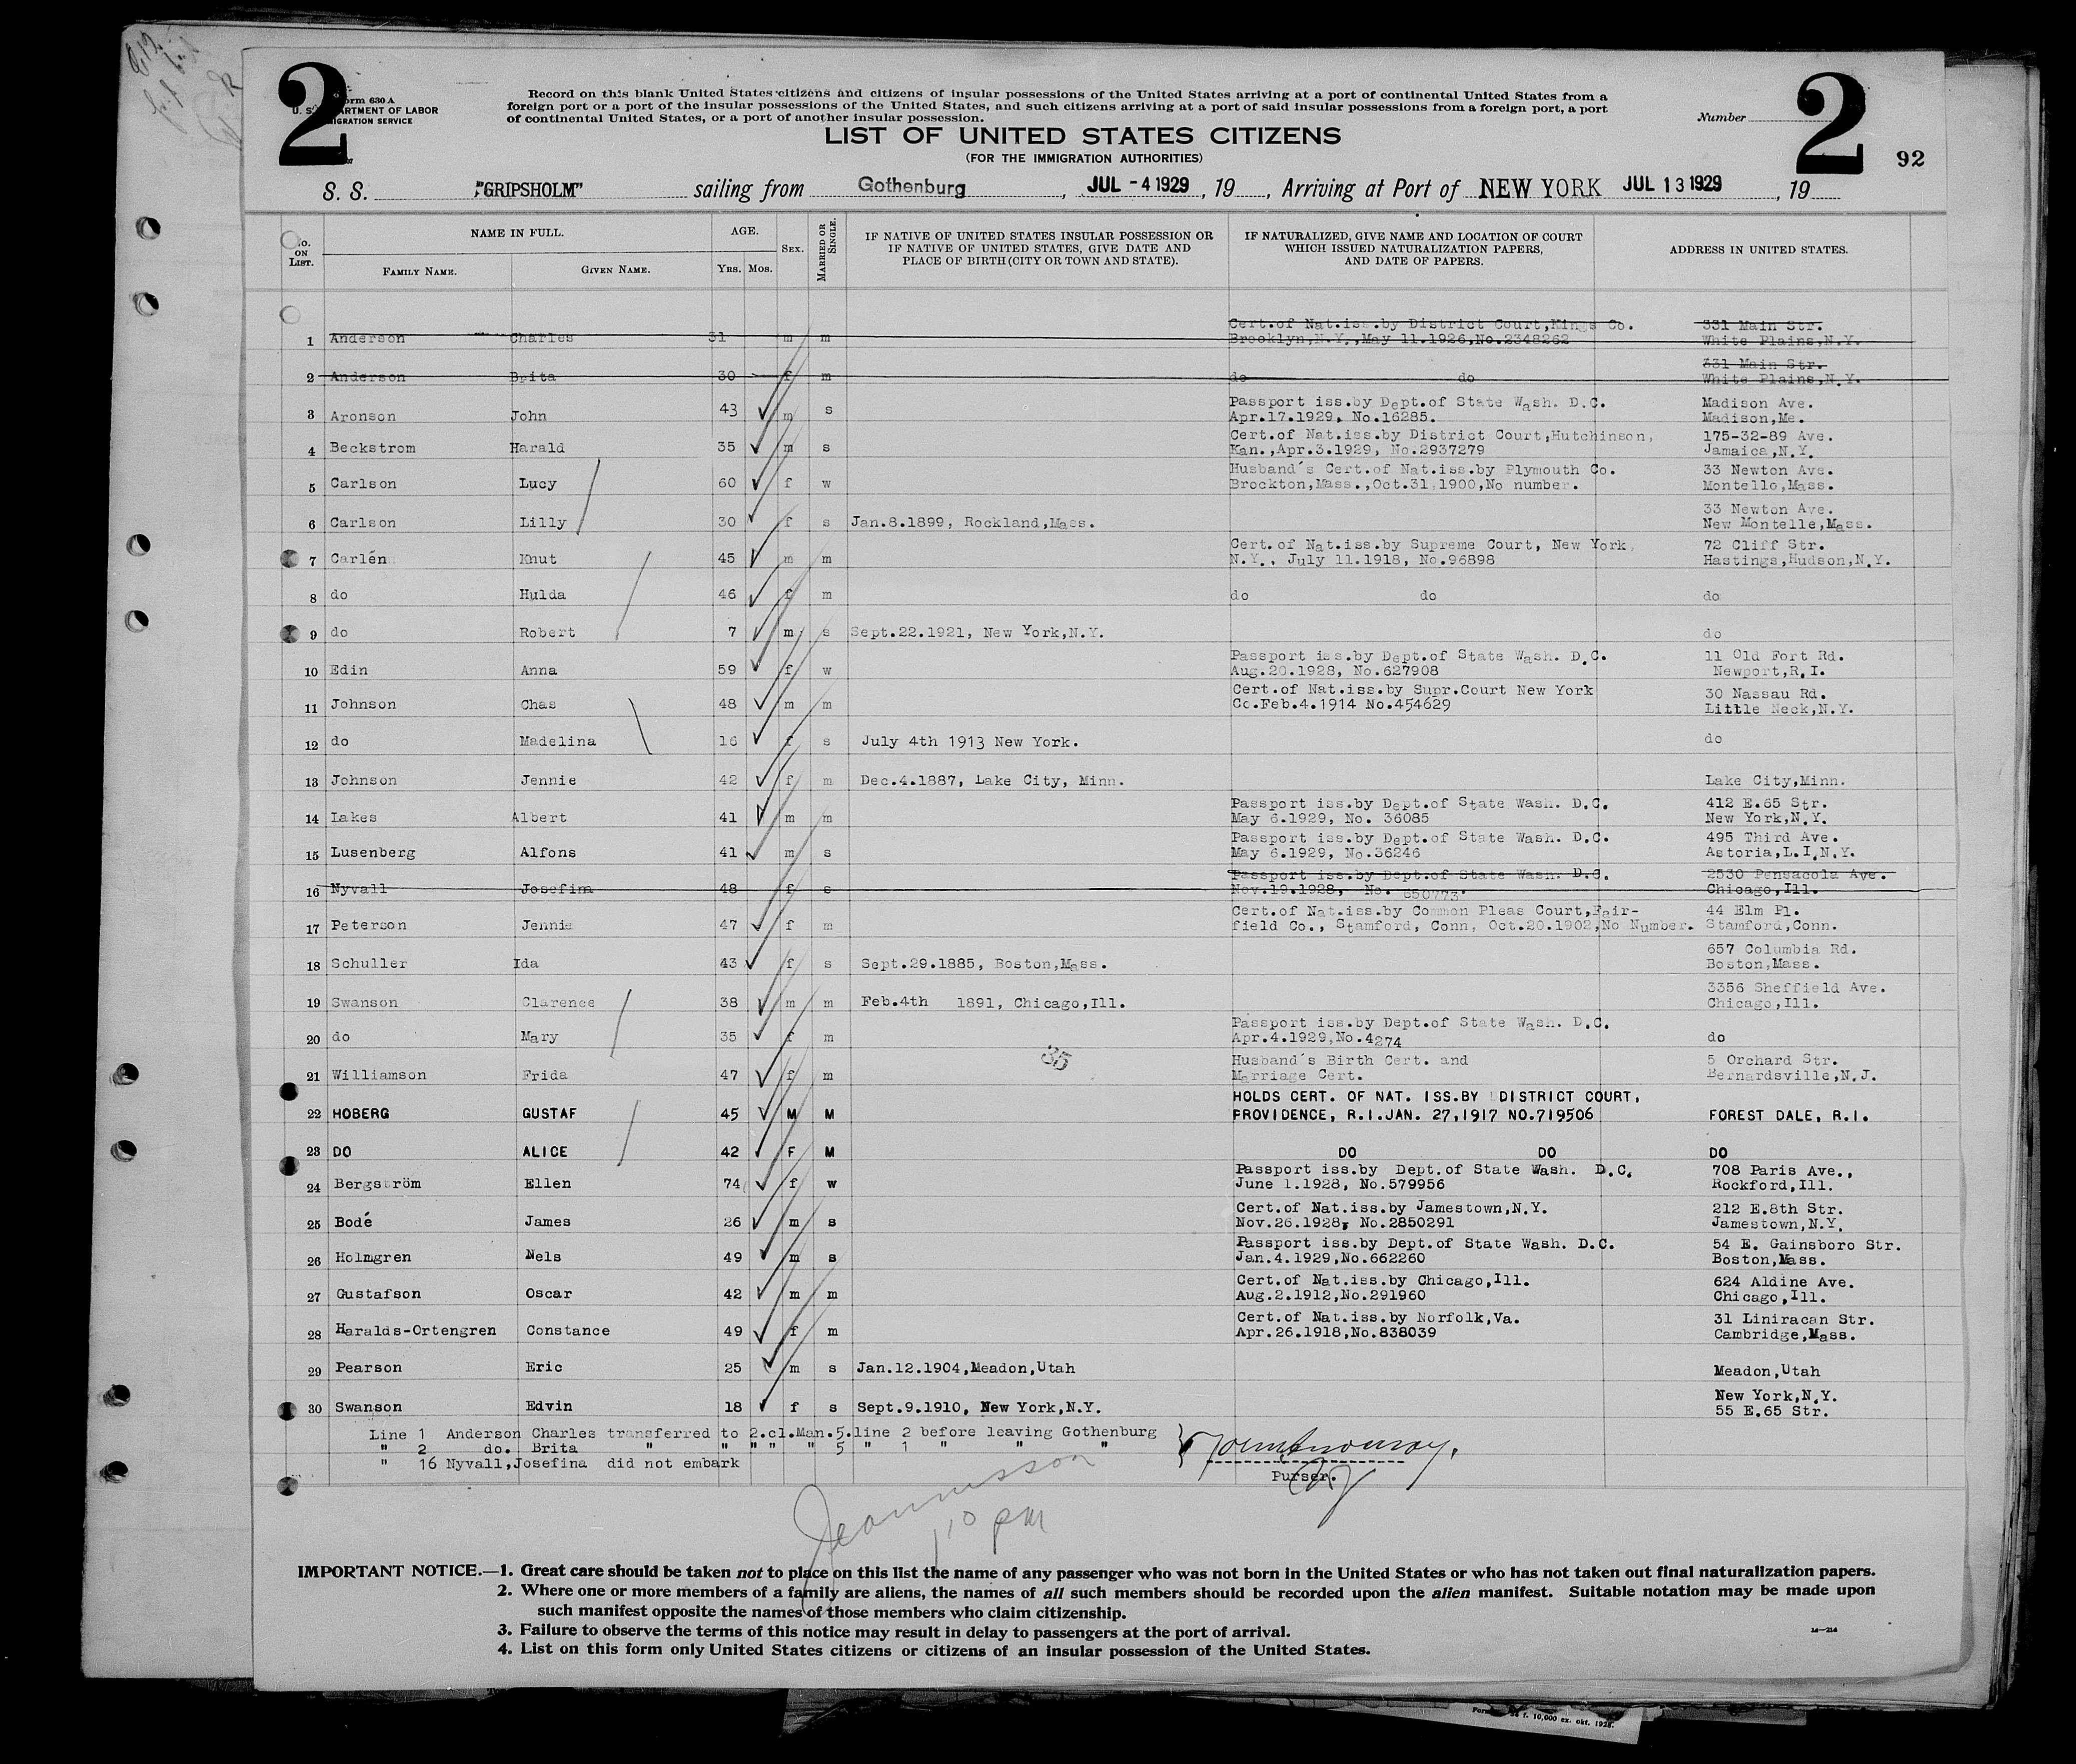 2
Form 630 A
U. S. DEPARTMENT OF LABOR
IMMIGRATION SERVICE
Record on this blank United States citizens and citizens of insular possessions of the United States arriving at a port of continental United States from a
foreign port or a port of the insular possessions of the United States, and such citizens arriving at a port of said insular possessions from a foreign port, a port
of continental United States, or a port of another insular possession.
LIST OF UNITED STATES CITIZENS
(FOR THE IMMIGRATION AUTHORITIES)
Number
2
92
S. S. "GRIPSHOLM" sailing from Gothenburg, JUL -4 1929, 19 , Arriving at Port of NEW YORK JUL 13 1929, 19
No. ON LIST. NAME IN FULL. AGE. SEX. MARRIED OR SINGLE. IF NATIVE OF UNITED STATES INSULAR POSSESSION OR IF NATIVE OF UNITED STATES, GIVE DATE AND PLACE OF BIRTH (CITY OR TOWN AND STATE). IF NATURALIZED, GIVE NAME AND LOCATION OF COURT WHICH ISSUED NATURALIZATION PAPERS, AND DATE OF PAPERS. ADDRESS IN UNITED STATES.
FAMILY NAME. GIVEN NAME. YRS. MOS.
Cert.of Nat.iss.by District Court,Kings Co. 331 Main Str.
1 Anderson Charles 31 m m Brooklyn,N.Y.,May 11.1926,No.2348262 White Plains,N.Y.
331 Main Str.
2 Anderson Brita 30 f m do do White Plains,N.Y.
Passport iss.by Dept.of State Wash. D.C. Madison Ave.
3 Aronson John 43 m s Apr.17.1929, No.16285. Madison,Me.
Cert.of Nat.iss.by District Court,Hutchinson, 175-32-89 Ave.
4 Beckstrom Harald 35 m s Kan.,Apr.3.1929, No.2937279 Jamaica,N.Y.
Husband's Cert.of Nat.iss.by Plymouth Co. 33 Newton Ave.
5 Carlson Lucy 60 f w Brockton,Mass.,Oct.31,1900,No number. Montello,Mass.
33 Newton Ave.
6 Carlson Lilly 30 f s Jan.8.1899, Rockland,Mass. New Montelle,Mass.
Cert.of Nat.iss.by Supreme Court, New York, 72 Cliff Str.
7 Carlén Knut 45 m m N.Y., July 11.1918, No.96898 Hastings,Hudson,N.Y.
8 do Hulda 46 f m do do do
9 do Robert 7 m s Sept.22.1921, New York,N.Y. do
Passport iss.by Dept.of State Wash. D.C. 11 Old Fort Rd.
10 Edin Anna 59 f w Aug.20.1928, No.627908 Newport,R.I.
Cert.of Nat.iss.by Supr.Court New York 30 Nassau Rd.
11 Johnson Chas 48 m m Co.Feb.4.1914 No.454629 Little Neck,N.Y.
12 do Madelina 16 f s July 4th 1913 New York. do
13 Johnson Jennie 42 f m Dec.4.1887, Lake City, Minn. Lake City,Minn.
Passport iss.by Dept.of State Wash. D.C. 412 E.65 Str.
14 Lakes Albert 41 m m May 6.1929, No. 36085 New York,N.Y.
Passport iss.by Dept.of State Wash. D.C. 495 Third Ave.
15 Lusenberg Alfons 41 m s May 6.1929, No.36246 Astoria,L.I,N.Y.
Passport iss.by Dept.of State Wash. D.C. 2530 Pensacola Ave.
16 Nyvall Josefina 48 f s Nov.19.1928, No. 650773. Chicago,Ill.
Cert.of Nat.iss.by Common Pleas Court,Fair- 44 Elm Pl.
17 Peterson Jennie 47 f m field Co., Stamford, Conn, Oct.20.1902,No Number. Stamford,Conn.
657 Columbia Rd.
18 Schuller Ida 43 f s Sept.29.1885, Boston,Mass. Boston,Mass.
3356 Sheffield Ave.
19 Swanson Clarence 38 m m Feb.4th 1891, Chicago,Ill. Chicago,Ill.
Passport iss.by Dept.of State Wash. D.C.
20 do Mary 35 f m Apr.4.1929,No.4274 do
35
Husband's Birth Cert. and 5 Orchard Str.
21 Williamson Frida 47 f m Marriage Cert. Bernardsville,N.J.
HOLDS CERT. OF NAT. ISS.BY DISTRICT COURT,
22 HOBERG GUSTAF 45 M M PROVIDENCE, R.I.JAN. 27,1917 NO.719506 FOREST DALE, R.I.
23 DO ALICE 42 F M DO DO DO
Passport iss.by Dept.of State Wash. D.C. 708 Paris Ave.,
24 Bergström Ellen 74 f w June 1.1928, No.579956 Rockford,Ill.
Cert.of Nat.iss.by Jamestown,N.Y. 212 E.8th Str.
25 Bodé James 26 m s Nov.26.1928, No.2850291 Jamestown,N.Y.
Passport iss.by Dept.of State Wash. D.C. 54 E. Gainsboro Str.
26 Holmgren Nels 49 m s Jan.4.1929,No.662260 Boston,Mass.
Cert.of Nat.iss.by Chicago,Ill. 624 Aldine Ave.
27 Gustafson Oscar 42 m m Aug.2.1912,No.291960 Chicago,Ill.
Cert.of Nat.iss.by Norfolk,Va. 31 Liniracan Str.
28 Haralds-Ortengren Constance 49 f m Apr.26.1918,No.838039 Cambridge,Mass.
29 Pearson Eric 25 m s Jan.12.1904,Meadon,Utah Meadon,Utah
New York,N.Y.
30 Swanson Edvin 18 f s Sept.9.1910, New York,N.Y. 55 E.65 Str.
Line 1 Anderson Charles transferred to 2.cl.Man.5.line 2 before leaving Gothenburg
" 2 do. Brita " " " " 5 " 1 " " "
" 16 Nyvall,Josefina did not embark
Purser.
110 pm
IMPORTANT NOTICE.—1. Great care should be taken not to place on this list the name of any passenger who was not born in the United States or who has not taken out final naturalization papers.
2. Where one or more members of a family are aliens, the names of all such members should be recorded upon the alien manifest. Suitable notation may be made upon
such manifest opposite the names of those members who claim citizenship.
3. Failure to observe the terms of this notice may result in delay to passengers at the port of arrival.
4. List on this form only United States citizens or citizens of an insular possession of the United States.
14—214
f. 10,000 ex. okt. 1928.